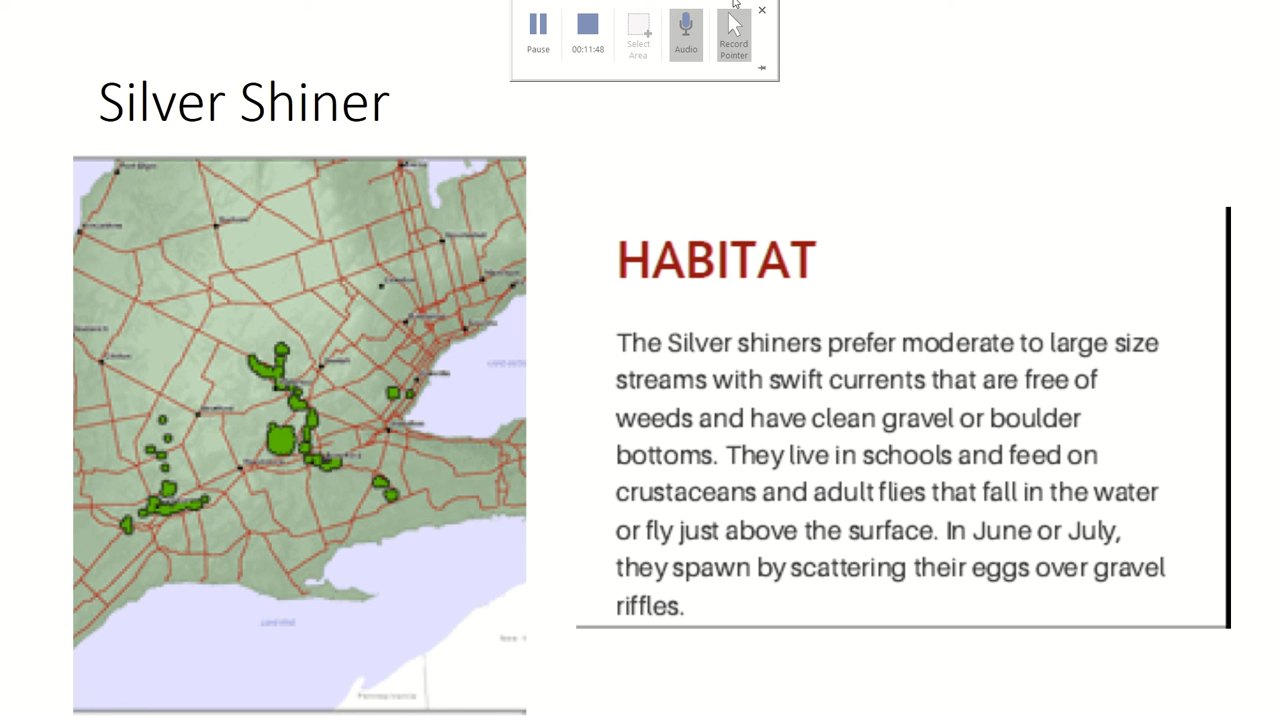 Pause
00:11:48
Select
Area
Audio
Record
Pointer
Silver Shiner
HABITAT
The Silver shiners prefer moderate to large size
streams with swift currents that are free of
weeds and have clean gravel or boulder
bottoms. They live in schools and feed on
crustaceans and adult flies that fall in the water
or fly just above the surface. In June or July,
they spawn by scattering their eggs over gravel
riffles.
Pennsylvania